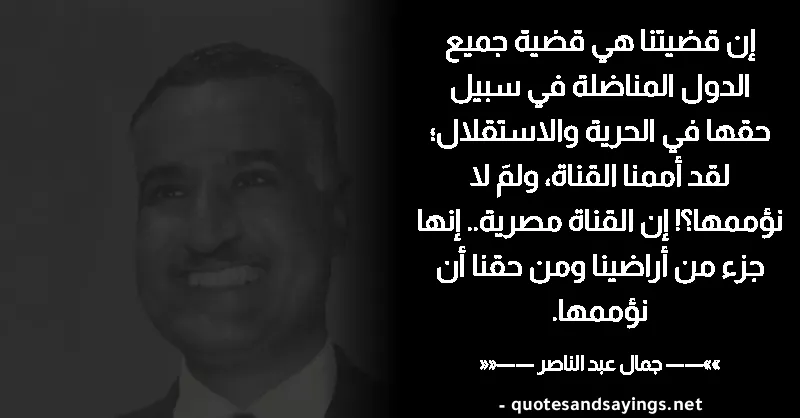 إن قضيتنا هي قضية جميع
الدول المناضلة في سبيل
حقها في الحرية والاستقلال؛
لقد أممنا القناة، ولمَ لا
نؤممها؟! إن القناة مصرية.. إنها
جزء من أراضينا ومن حقنا أن
نؤممها.
»»—— جمال عبد الناصر ——««
- quotesandsayings.net